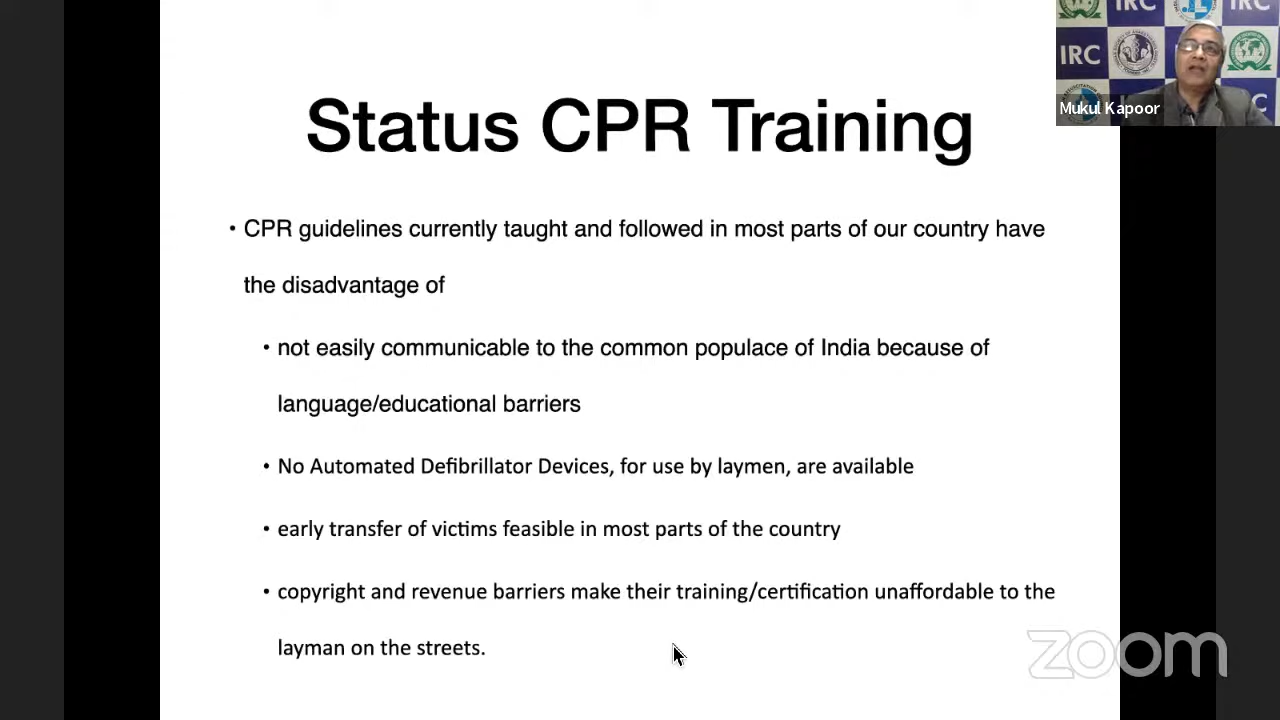 Status CPR Training
• CPR guidelines currently taught and followed in most parts of our country have
the disadvantage of
• not easily communicable to the common populace of India because of
language/educational barriers
• No Automated Defibrillator Devices, for use by laymen, are available
• early transfer of victims feasible in most parts of the country
• copyright and revenue barriers make their training/certification unaffordable to the
layman on the streets.
IRC
IRC
IRC
Mukul Kapoor
zoom